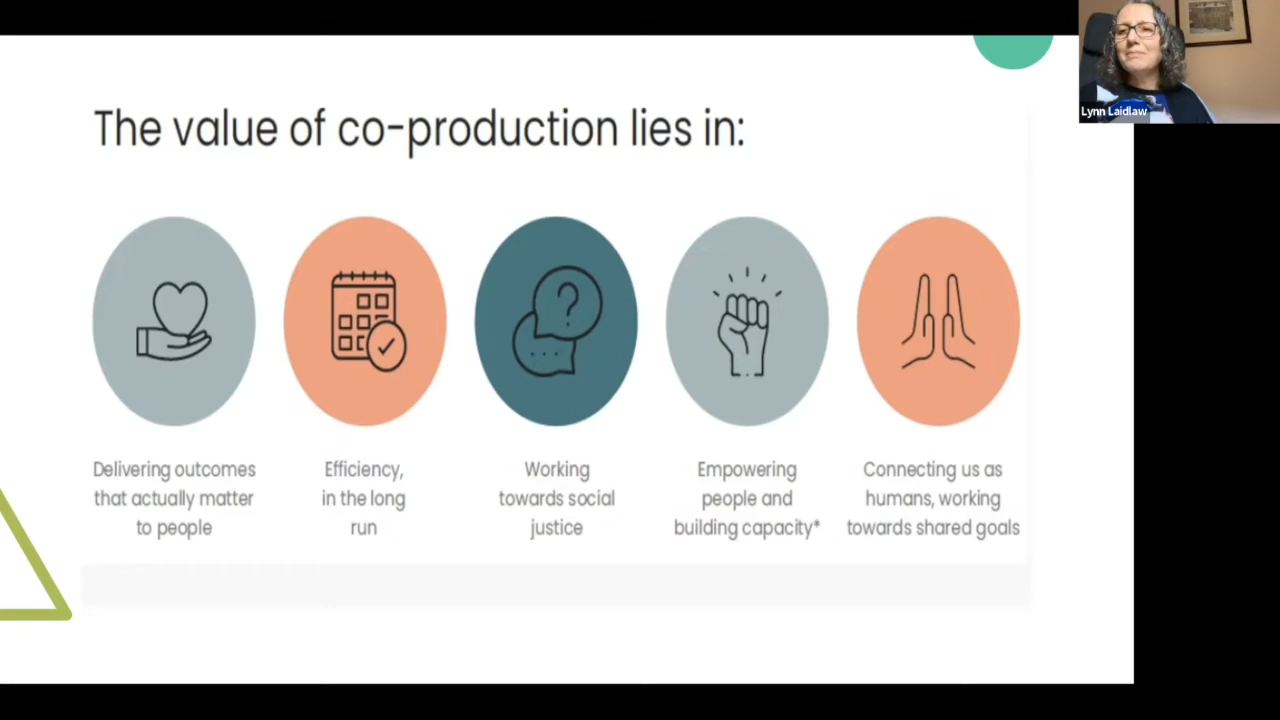 Lynn Laidlaw
The value of co-production lies in:
Delivering outcomes
that actually matter
to people
Efficiency,
in the long
run
Working
towards social
justice
Empowering
people and
building capacity*
Connecting us as
humans, working
towards shared goals